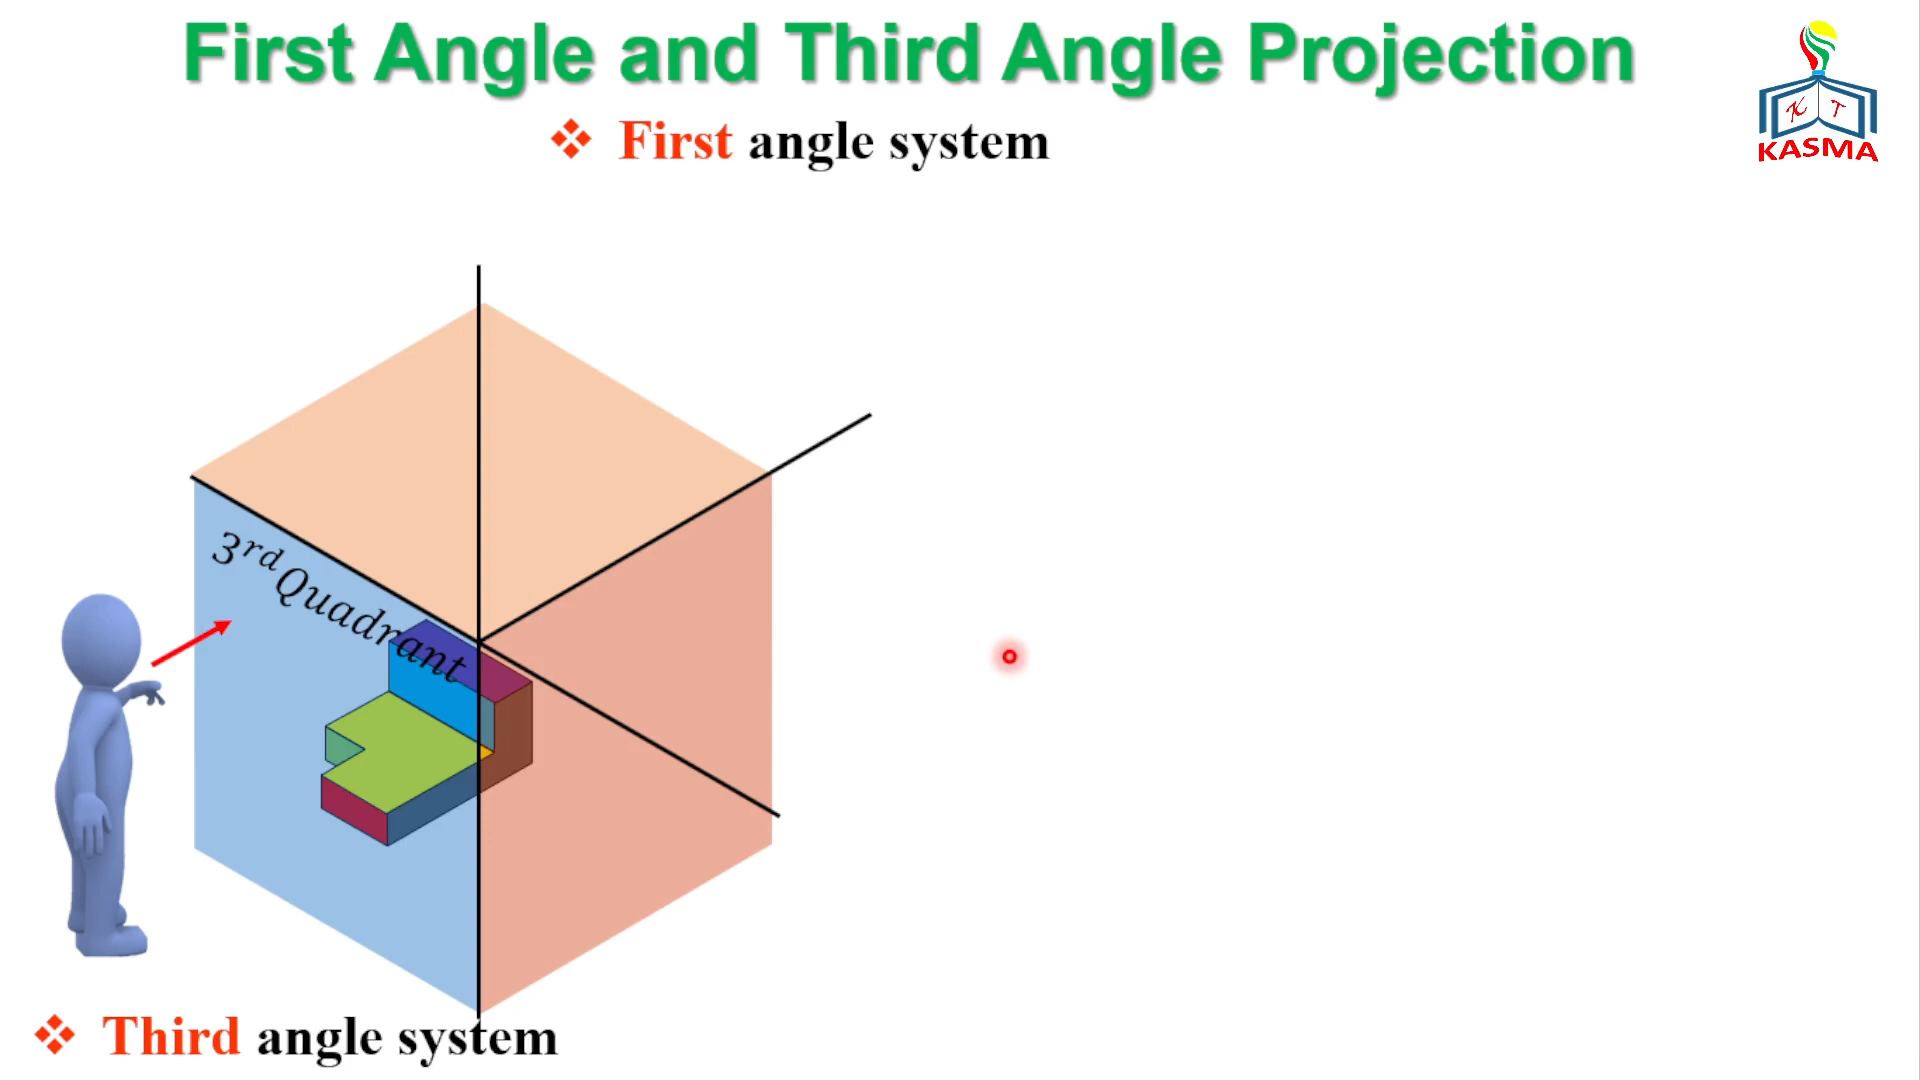 First Angle and Third Angle Projection
❖ First angle system
K T
KASMA
3rd Quadrant
❖ Third angle system